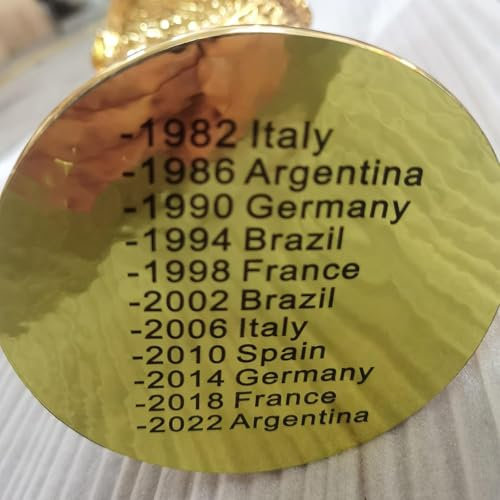 -1982 Italy
-1986 Argentina
-1990 Germany
-1994 Brazil
-1998 France
-2002 Brazil
-2006 Italy
-2010 Spain
-2014 Germany
-2018 France
-2022 Argentina